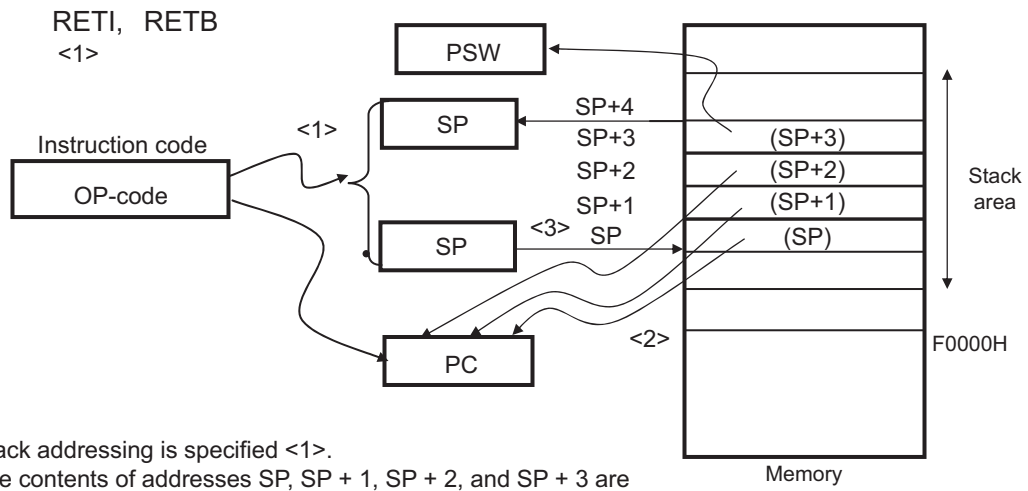 RETI, RETB
<1>
PSW
SP+4
<1>
SP
SP+3
(SP+3)
Instruction code
SP+2
(SP+2)
Stack
area
OP-code
SP+1
(SP+1)
<3>
SP
SP
(SP)
<2>
F0000H
PC
ack addressing is specified <1>.
Memory
e contents of addresses SP, SP + 1, SP + 2, and SP + 3 are